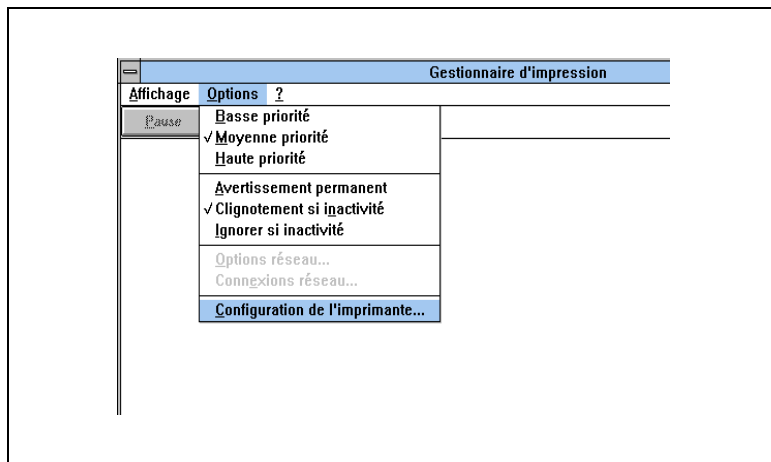 Gestionnaire d'impression
Affichage Options ?
Pause
Basse priorité
√ Moyenne priorité
Haute priorité
Avertissement permanent
√ Clignotement si inactivité
Ignorer si inactivité
Options réseau...
Connexions réseau...
Configuration de l'imprimante...